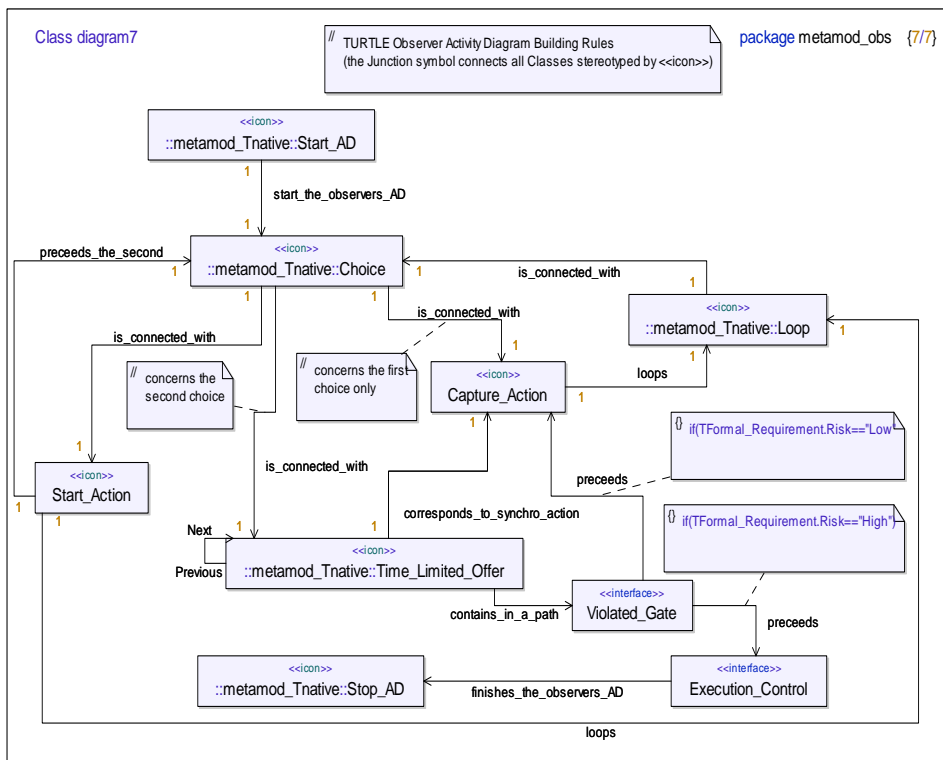 Class diagram7
// TURTLE Observer Activity Diagram Building Rules
(the Junction symbol connects all Classes stereotyped by <<icon>>)
package metamod_obs {7/7}
<<icon>>
::metamod_Tnative::Start_AD
1
start_the_observers_AD
1
preceeds_the_second
1
<<icon>>
::metamod_Tnative::Choice
1
1
1
is_connected_with
1
<<icon>>
::metamod_Tnative::Loop
1
1
is_connected_with
is_connected_with
// concerns the
second choice
// concerns the first
choice only
1
<<icon>>
Capture_Action
1
1
loops
{} if(TFormal_Requirement.Risk=="Low"
1
<<icon>>
Start_Action
1
1
is_connected_with
preceeds
corresponds_to_synchro_action
{} if(TFormal_Requirement.Risk=="High")
Next
Previous
1
1
<<icon>>
::metamod_Tnative::Time_Limited_Offer
contains_in_a_path
<<interface>>
Violated_Gate
preceeds
<<icon>>
::metamod_Tnative::Stop_AD
finishes_the_observers_AD
<<interface>>
Execution_Control
loops